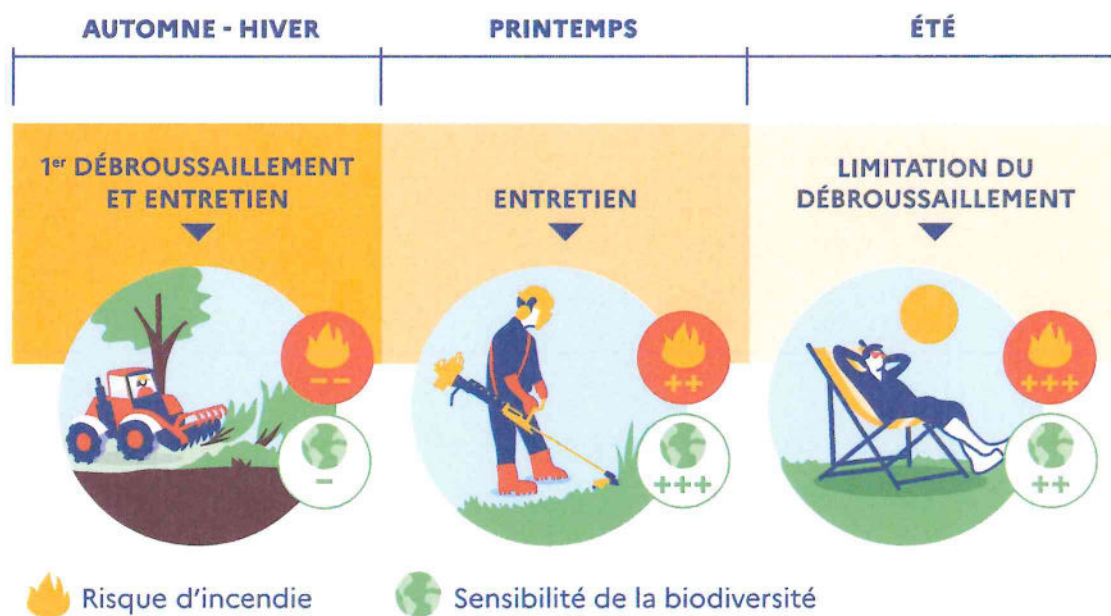 AUTOMNE - HIVER
PRINTEMPS
ÉTÉ
1er DÉBROUSSAILLEMENT
ET ENTRETIEN
ENTRETIEN
LIMITATION DU
DÉBROUSSAILLEMENT
--
++
+++
-
+++
++
Risque d'incendie
Sensibilité de la biodiversité